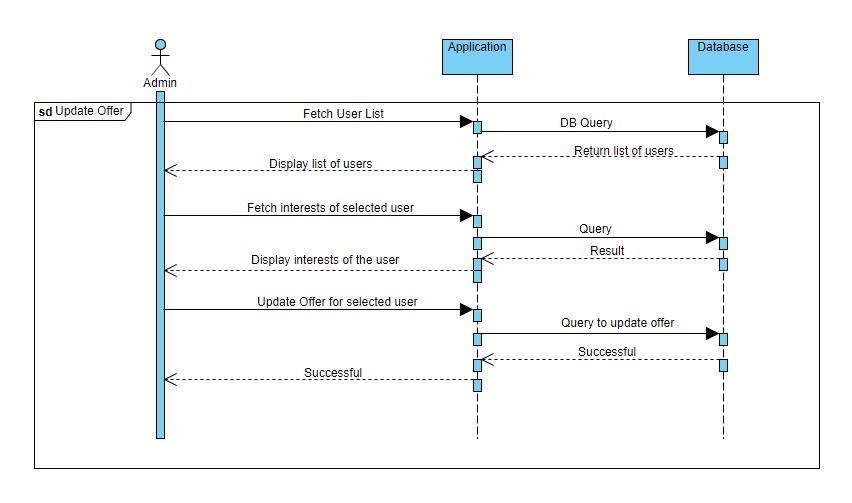 Application
Database
Admin
sd Update Offer
Fetch User List
DB Query
Return list of users
Display list of users
Fetch interests of selected user
Query
Result
Display interests of the user
Update Offer for selected user
Query to update offer
Successful
Successful